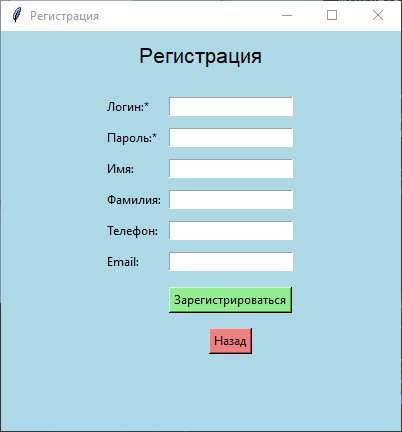 Регистрация
Регистрация
Логин:*
Пароль:*
Имя:
Фамилия:
Телефон:
Email:
Зарегистрироваться
Назад